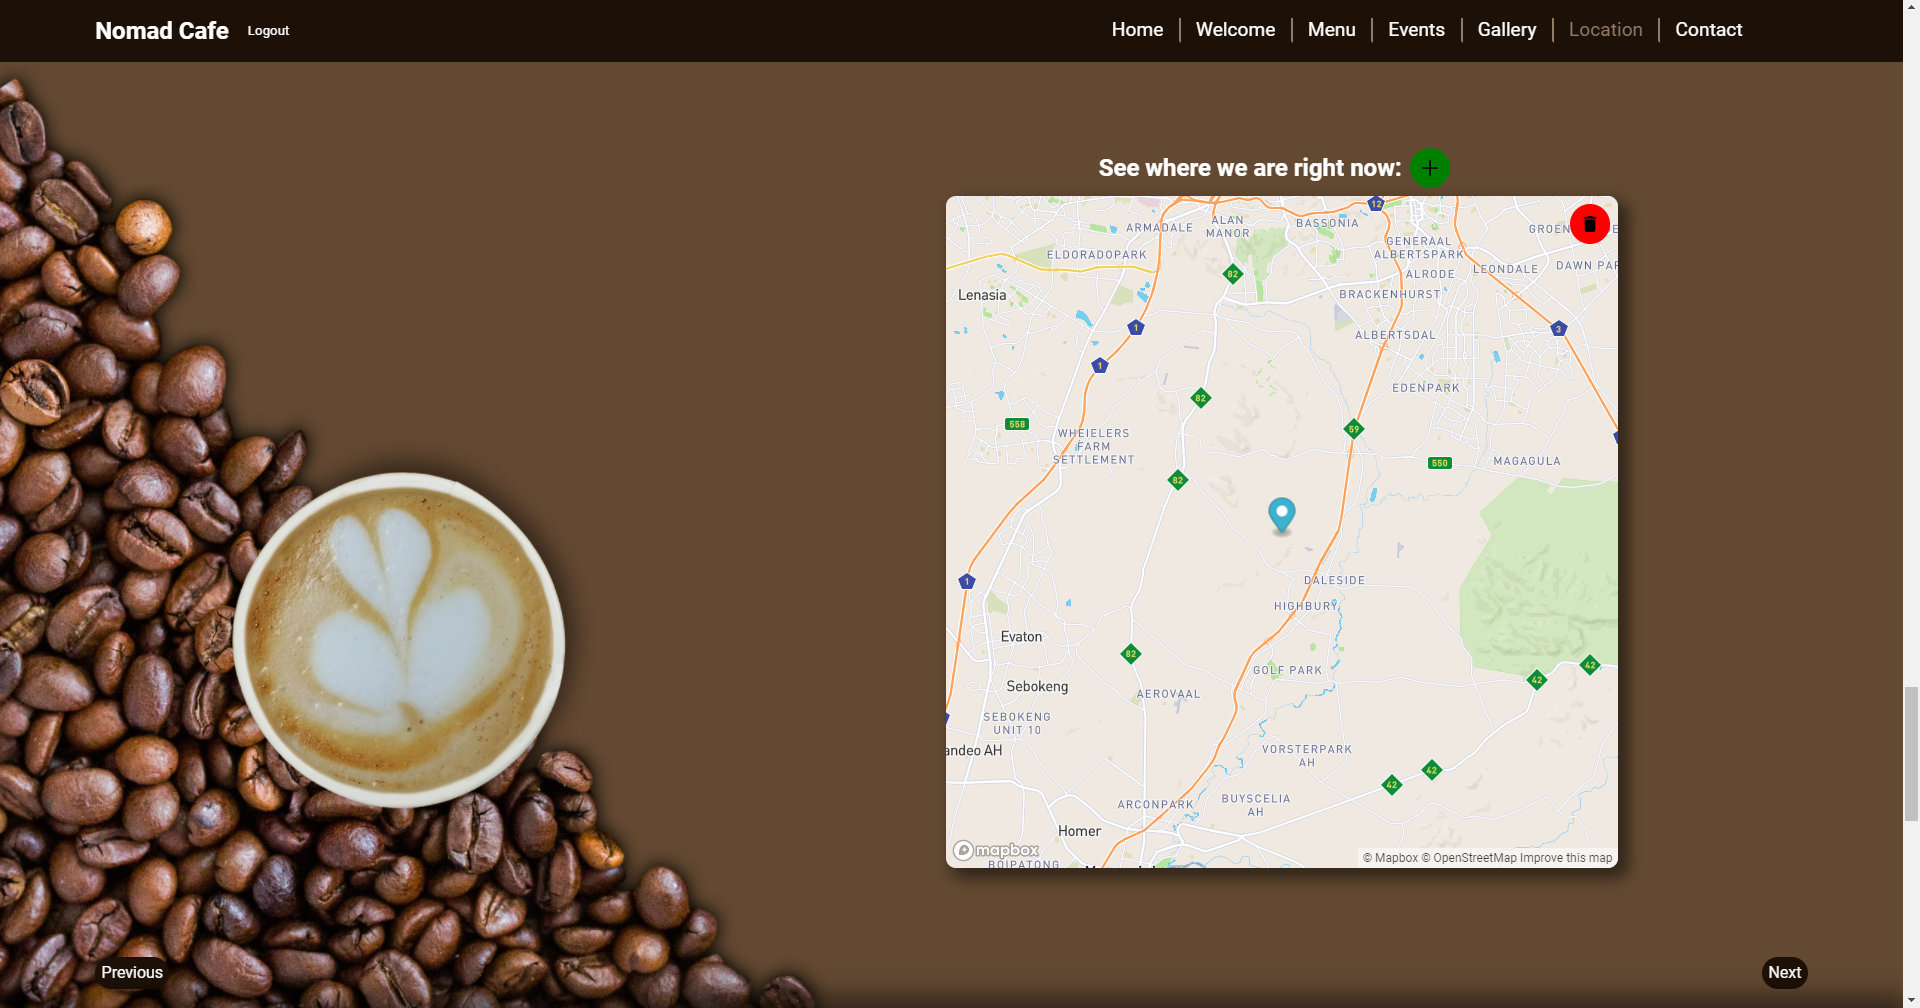 Nomad Cafe
Logout
Home
Welcome
Menu
Events
Gallery
Location
Contact
See where we are right now:
12
ALAN
MANOR
BASSONIA
ARMADALE
GENERAAL
ALBERTSPARK
ELDORADOPARK
LEONDALE
DAWN PA
ALRODE
82
Lenasia
BRACKENHURST
1
3
ALBERTSDAL
1
EDENPARK
82
558
59
WHEIELERS
FARM
SETTLEMENT
550
MAGAGULA
82
1
DALESIDE
HIGHBURY
Evaton
82
42
GOLF PARK
42
Sebokeng
AEROVAAL
SEBOKENG
UNIT 10
andeo AH
VORSTERPARK
AH
42
42
BUYSCELIA
AH
ARCONPARK
Homer
mapbox
BOIPATONG
© Mapbox © OpenStreetMap Improve this map
Previous
Next